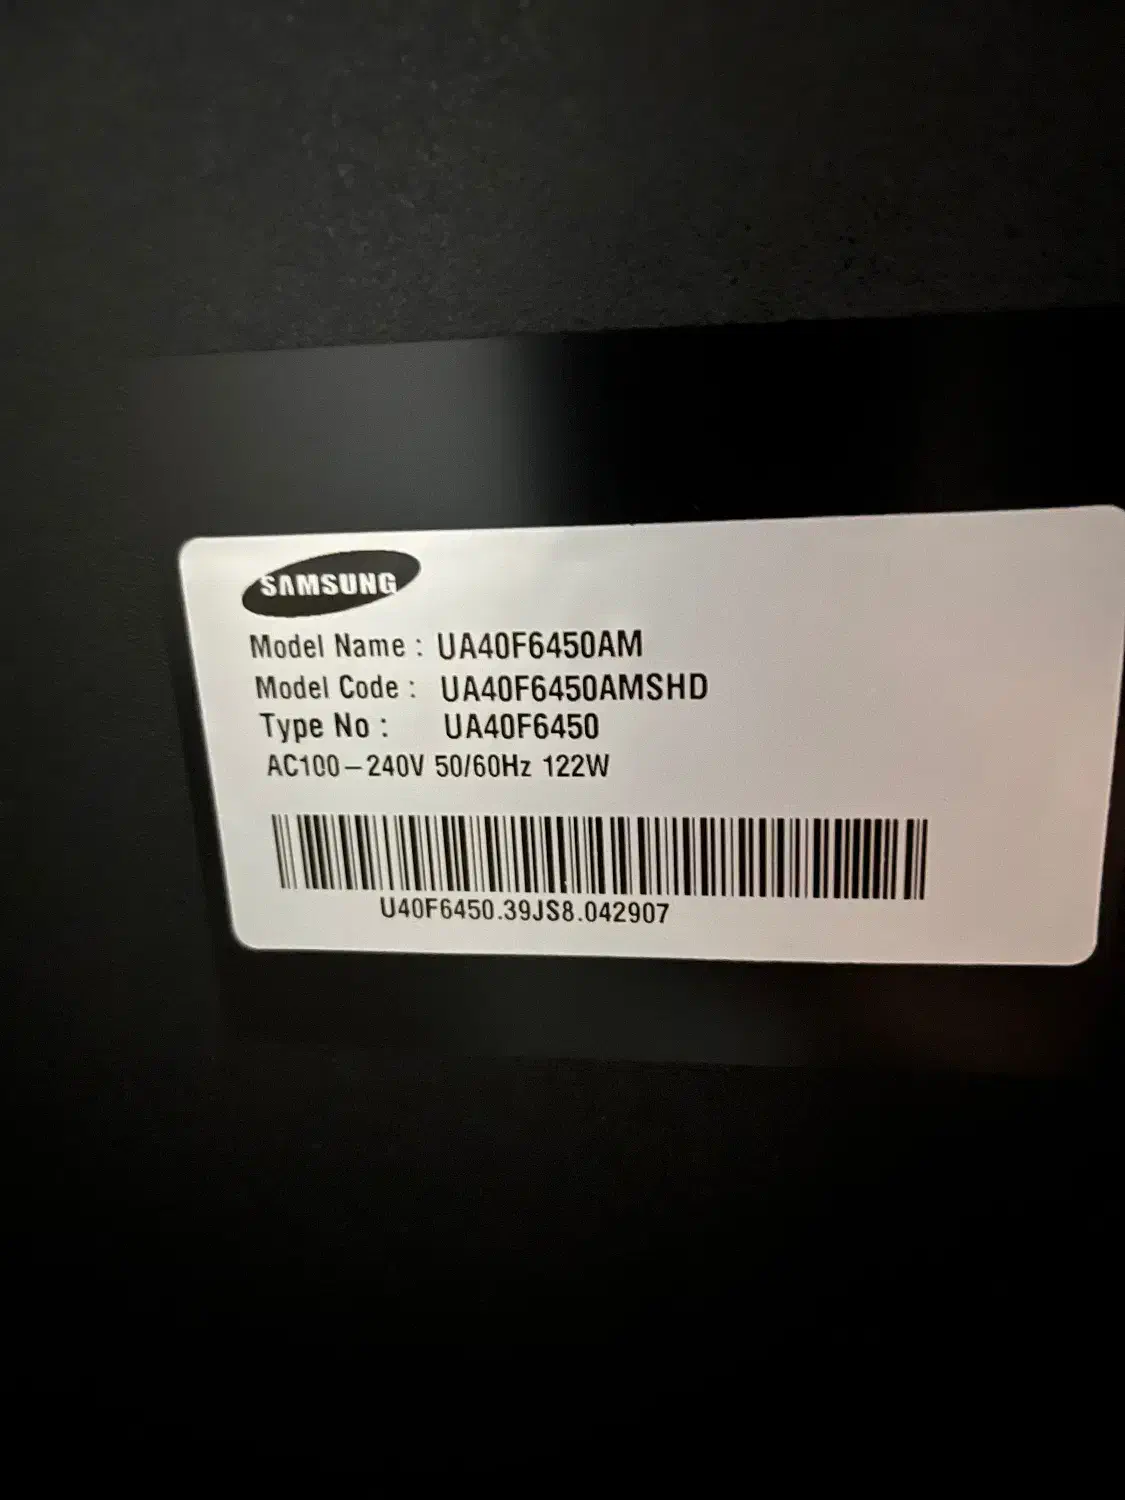 SAMSUNG
Model Name : UA40F6450AM
Model Code : UA40F6450AMSHD
Type No : UA40F6450
AC100–240V 50/60Hz 122W
U40F6450.39JS8.042907